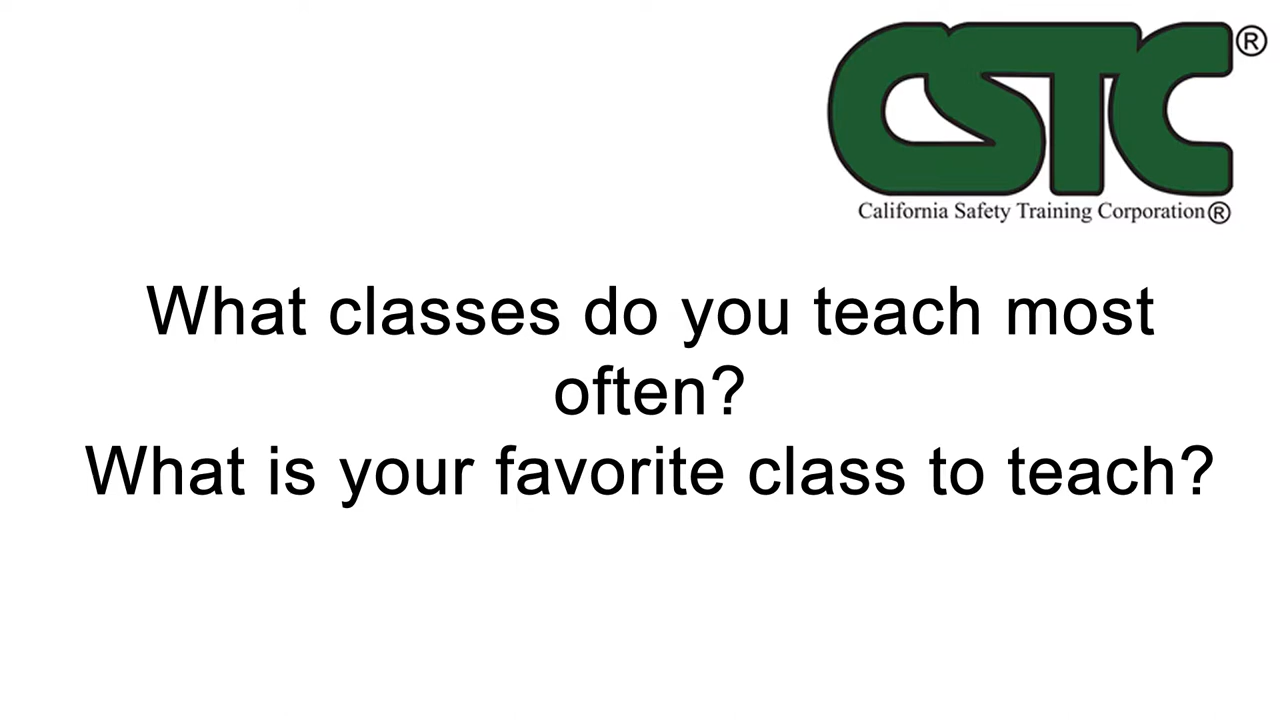 CSTC®
California Safety Training Corporation®
What classes do you teach most
often?
What is your favorite class to teach?